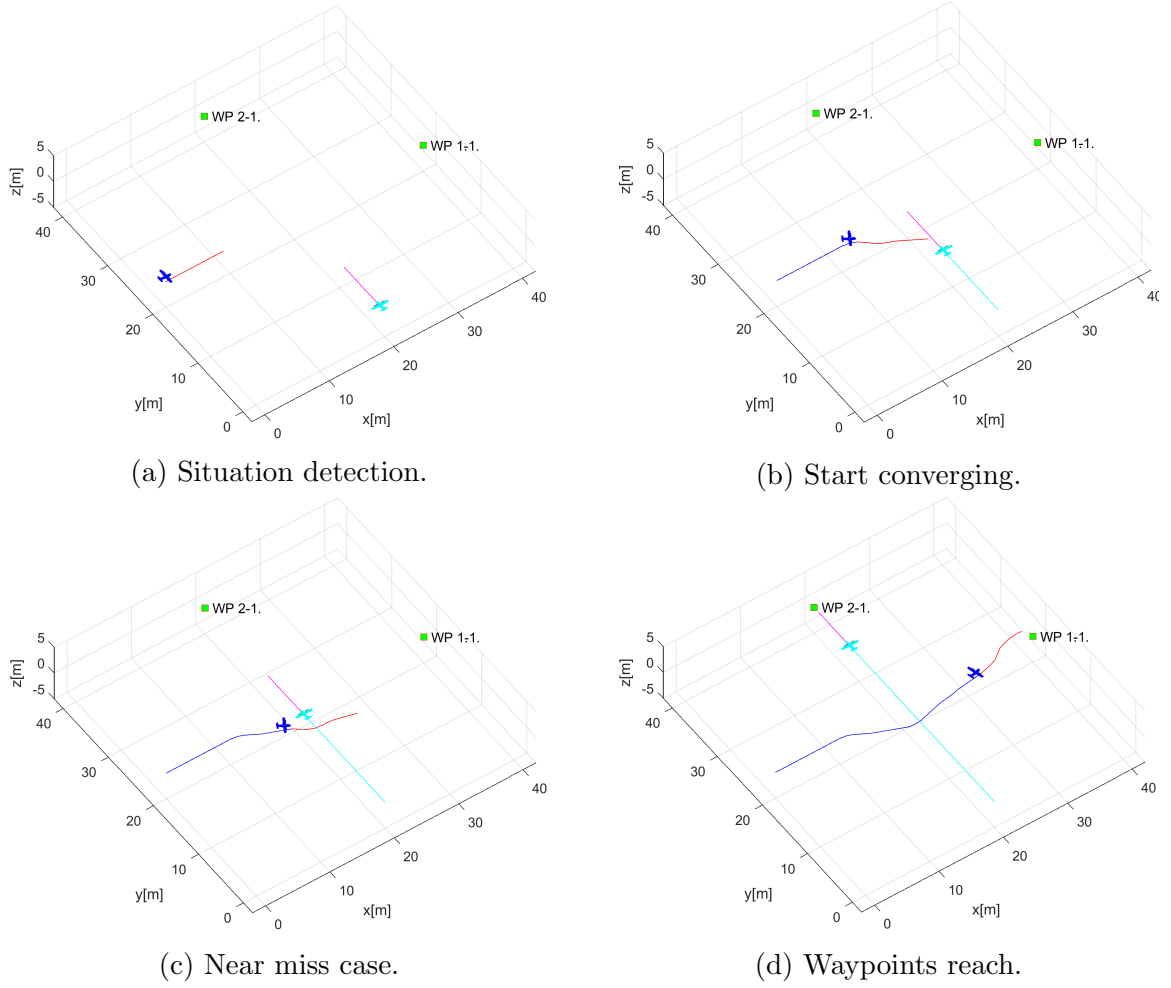 WP 2-1.
WP 1-1.
5
0
-5
z[m]
40
30
20
10
0
y[m]
0
10
20
30
40
x[m]
(a) Situation detection.
WP 2-1.
WP 1-1.
5
0
-5
z[m]
40
30
20
10
0
y[m]
0
10
20
30
40
x[m]
(b) Start converging.
WP 2-1.
WP 1-1.
5
0
-5
z[m]
40
30
20
10
0
y[m]
0
10
20
30
40
x[m]
(c) Near miss case.
WP 2-1.
WP 1-1.
5
0
-5
z[m]
40
30
20
10
0
y[m]
0
10
20
30
40
x[m]
(d) Waypoints reach.